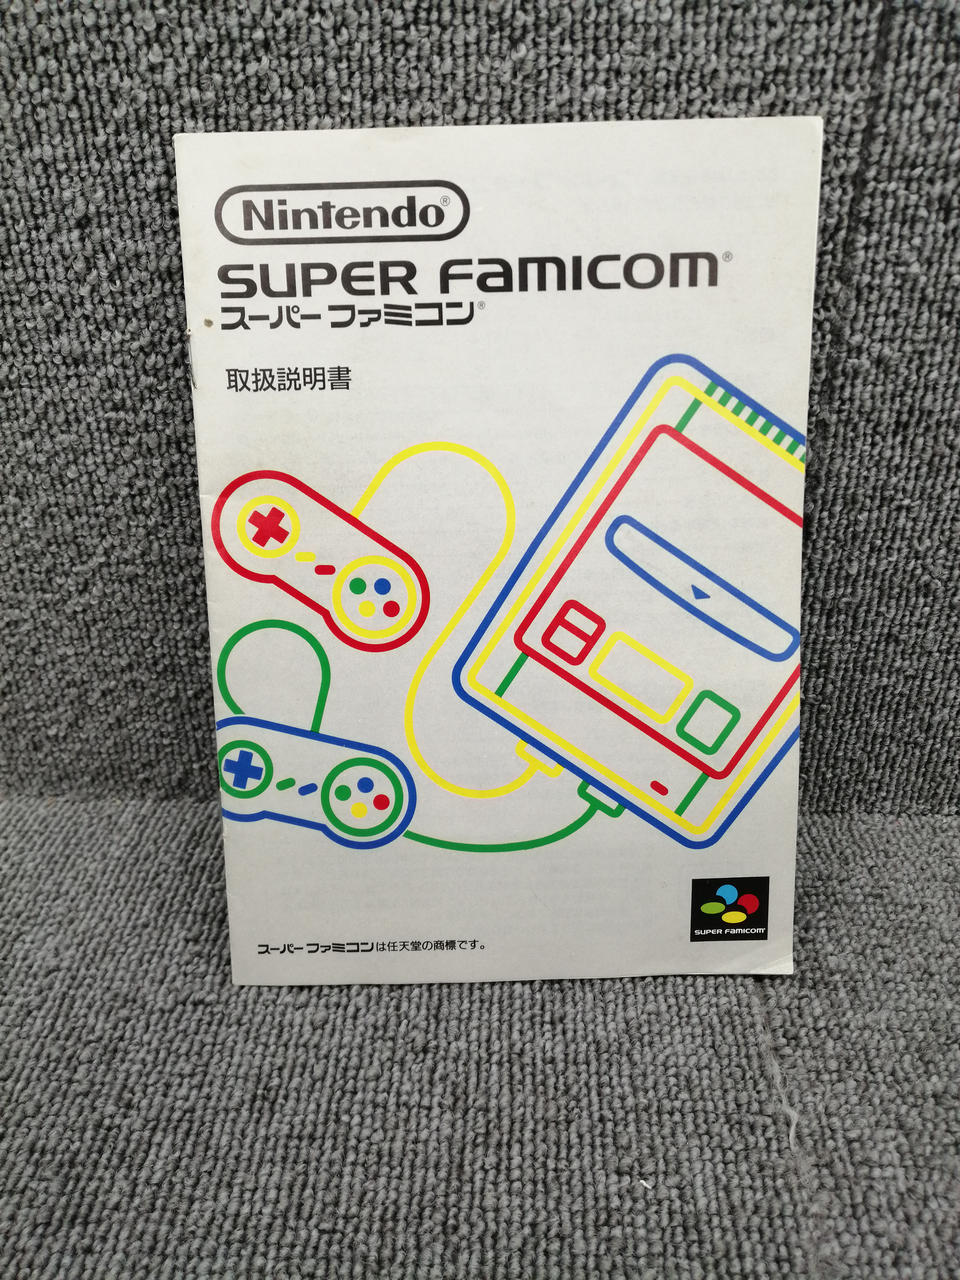 Nintendo®
SUPER FAMICOM®
スーパーファミコン®
取扱説明書
SUPER FAMICOM
スーパーファミコンは任天堂の商標です。